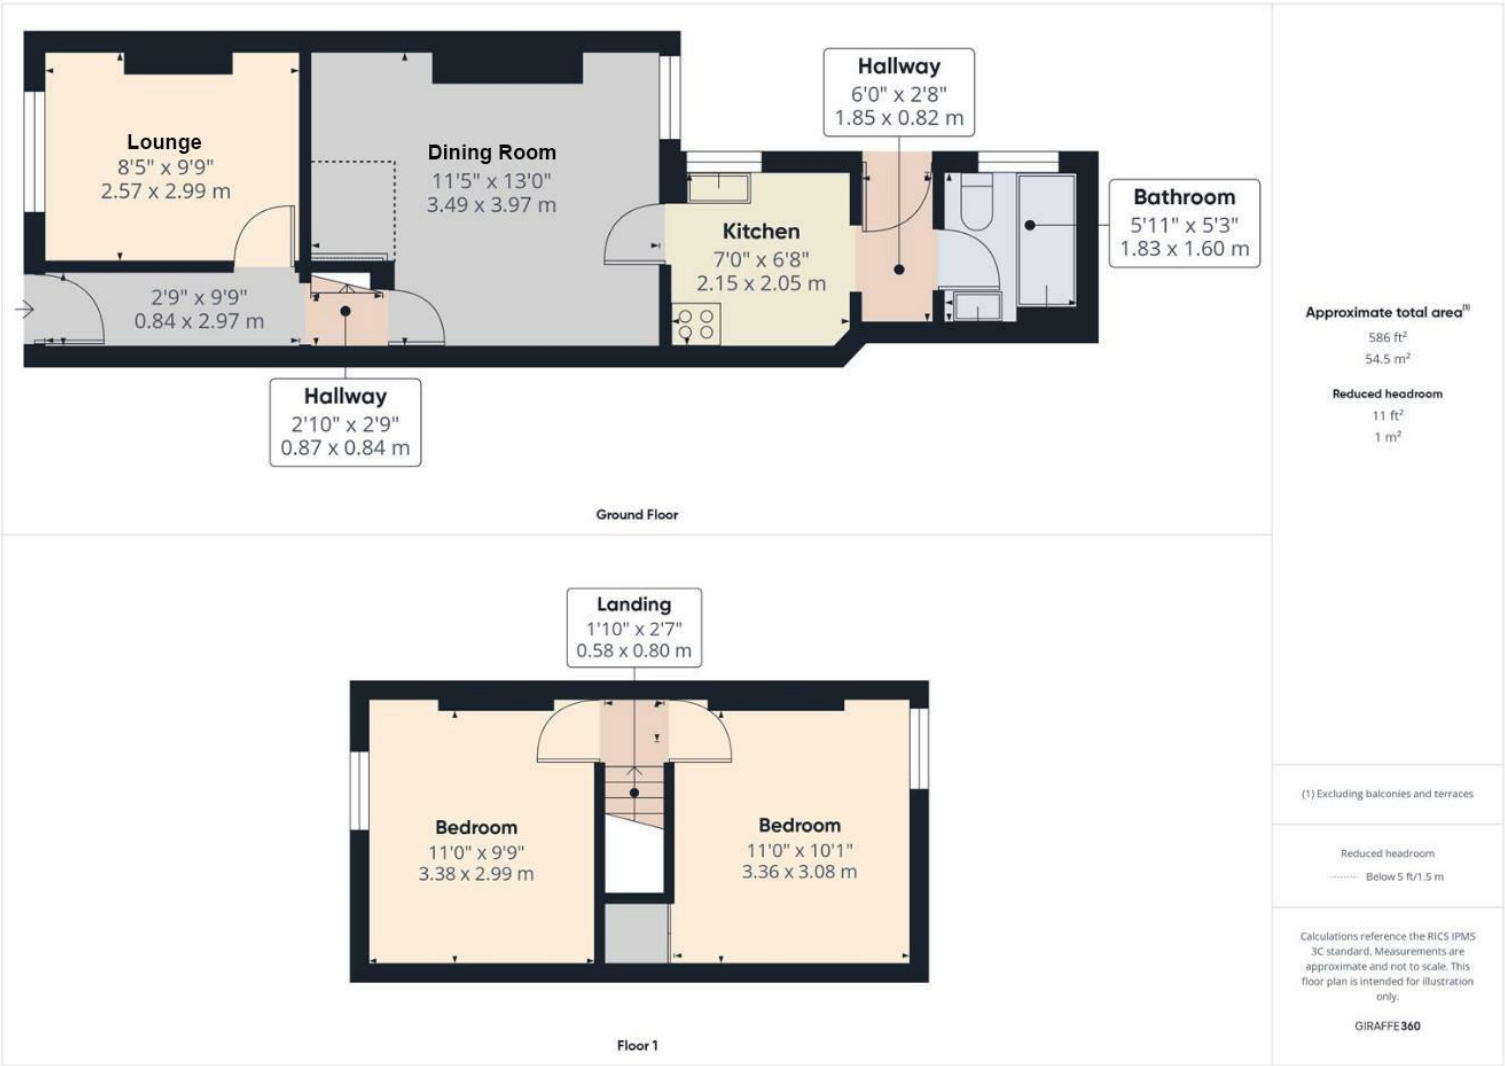 Lounge
8'5" x 9'9"
2.57 x 2.99 m
Dining Room
11'5" x 13'0"
3.49 x 3.97 m
Hallway
6'0" x 2'8"
1.85 x 0.82 m
Kitchen
7'0" x 6'8"
2.15 x 2.05 m
Bathroom
5'11" x 5'3"
1.83 x 1.60 m
2'9" x 9'9"
0.84 x 2.97 m
Hallway
2'10" x 2'9"
0.87 x 0.84 m
Ground Floor
Landing
1'10" x 2'7"
0.58 x 0.80 m
Bedroom
11'0" x 9'9"
3.38 x 2.99 m
Bedroom
11'0" x 10'1"
3.36 x 3.08 m
Floor 1
Approximate total area⁽¹⁾
586 ft²
54.5 m²
Reduced headroom
11 ft²
1 m²
(1) Excluding balconies and terraces
Reduced headroom
Below 5 ft/1.5 m
Calculations reference the RICS IPMS
3C standard. Measurements are
approximate and not to scale. This
floor plan is intended for illustration
only.
GIRAFFE360